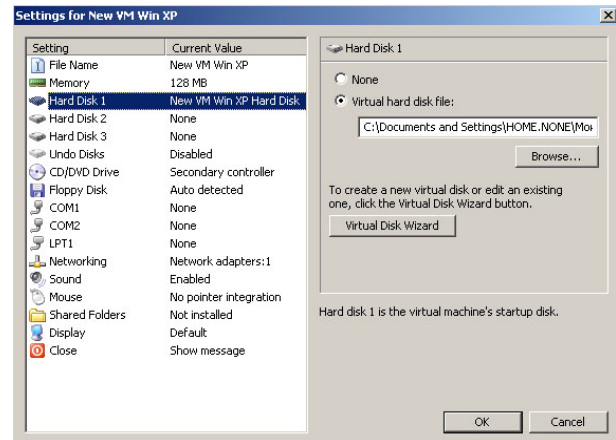 Settings for New VM Win XP
Setting Current Value
File Name New VM Win XP
Memory 128 MB
Hard Disk 1 New VM Win XP Hard Disk
Hard Disk 2 None
Hard Disk 3 None
Undo Disks Disabled
CD/DVD Drive Secondary controller
Floppy Disk Auto detected
COM1 None
COM2 None
LPT1 None
Networking Network adapters:1
Sound Enabled
Mouse No pointer integration
Shared Folders Not installed
Display Default
Close Show message
Hard Disk 1
None
Virtual hard disk file:
C:\Documents and Settings\HOME.NONE\
Browse...
To create a new virtual disk or edit an existing
one, click the Virtual Disk Wizard button.
Virtual Disk Wizard
Hard disk 1 is the virtual machine's startup disk.
OK Cancel